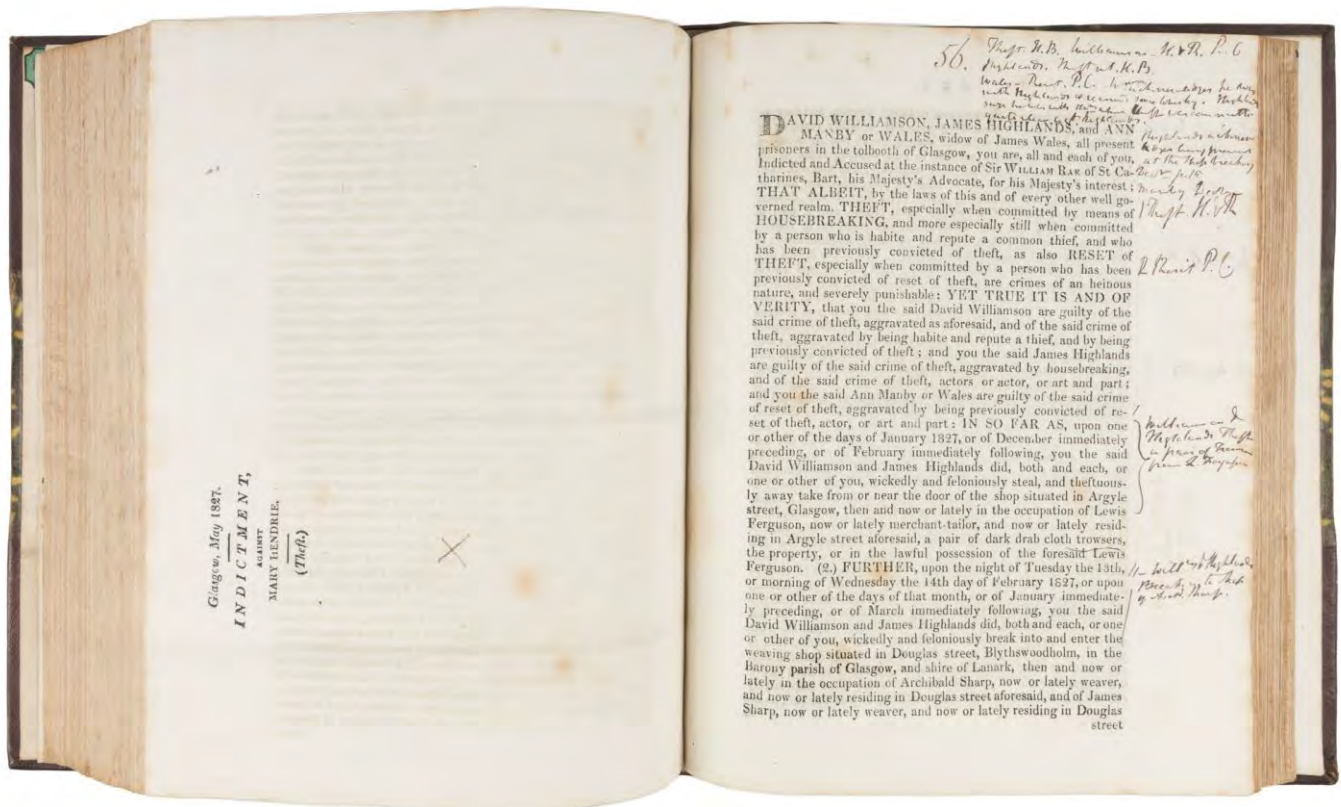 Glasgow, May 1827.
INDICTMENT,
AGAINST
MARY HENDRIE.
(Theft.)
56.
Theft. H.B. Williamson H. & R. P. C
Highlands. Theft
Wales - P.C.
DAVID WILLIAMSON, JAMES HIGHLANDS, and ANN
MANBY or WALES, widow of James Wales, all present
prisoners in the tolbooth of Glasgow, you are, all and each of you,
Indicted and Accused at the instance of Sir WILLIAM RAE of St Ca-
tharines, Bart, his Majesty's Advocate, for his Majesty's interest;
THAT ALBEIT, by the laws of this and of every other well go-
verned realm, THEFT, especially when committed by means of
HOUSEBREAKING, and more especially still when committed
by a person who is habite and repute a common thief, and who
has been previously convicted of theft, as also RESET of
THEFT, especially when committed by a person who has been
previously convicted of reset of theft, are crimes of an heinous
nature, and severely punishable: YET TRUE IT IS AND OF
VERITY, that you the said David Williamson are guilty of the
said crime of theft, aggravated as aforesaid, and of the said crime of
theft, aggravated by being habite and repute a thief, and by being
previously convicted of theft; and you the said James Highlands
are guilty of the said crime of theft, aggravated by housebreaking,
and of the said crime of theft, actors or actor, or art and part;
and you the said Ann Manby or Wales are guilty of the said crime
of reset of theft, aggravated by being previously convicted of re-
set of theft, actor, or art and part: IN SO FAR AS, upon one
or other of the days of January 1827, or of December immediately
preceding, or of February immediately following, you the said
David Williamson and James Highlands did, both and each, or
one or other of you, wickedly and feloniously steal, and theftuous-
ly away take from or near the door of the shop situated in Argyle
street, Glasgow, then and now or lately in the occupation of Lewis
Ferguson, now or lately merchant-tailor, and now or lately resid-
ing in Argyle street aforesaid, a pair of dark drab cloth trowsers,
the property, or in the lawful possession of the foresaid Lewis
Ferguson. (2.) FURTHER, upon the night of Tuesday the 13th,
or morning of Wednesday the 14th day of February 1827, or upon
one or other of the days of that month, or of January immediate-
ly preceding, or of March immediately following, you the said
David Williamson and James Highlands did, both and each, or one
or other of you, wickedly and feloniously break into and enter the
weaving shop situated in Douglas street, Blythswoodholm, in the
Barony parish of Glasgow, and shire of Lanark, then and now or
lately in the occupation of Archibald Sharp, now or lately weaver,
and now or lately residing in Douglas street aforesaid, and of James
Sharp, now or lately weaver, and now or lately residing in Douglas
street
Theft. H. & R
P. C.
Williamson &
Highlands Theft